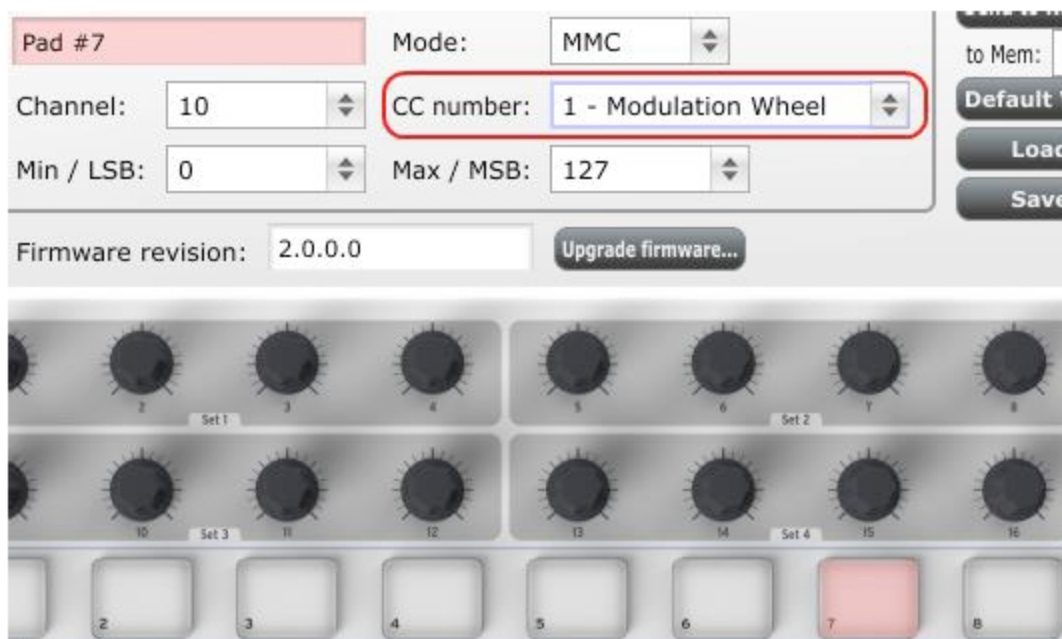 Pad #7
Mode: MMC
to Mem:
Channel: 10
CC number: 1 - Modulation Wheel
Default
Min / LSB: 0
Max / MSB: 127
Load
Save
Firmware revision: 2.0.0.0
Upgrade firmware...
2 3 4 5 6 7 8
Set 1 Set 2
10 11 12 13 14 15 16
Set 3 Set 4
2 3 4 5 6 7 8